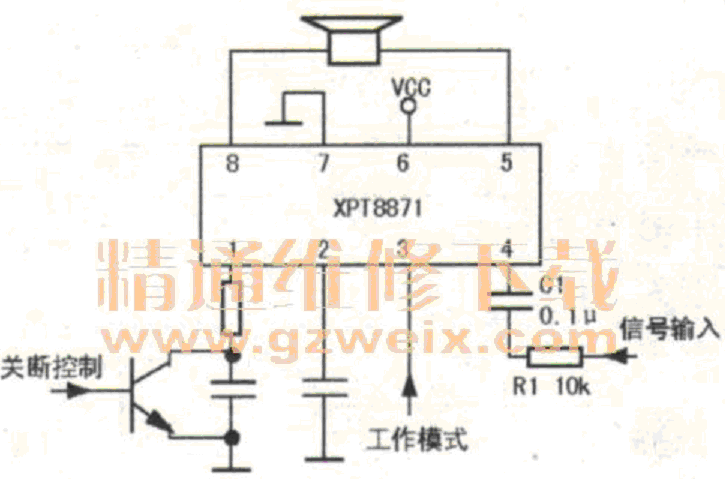 VCC
8 7 6 5
XPT8871
1 2 3 4
C1
0.1μ
精通维修下载
www.gzweix.com
信号输入
关断控制
R1 10k
工作模式